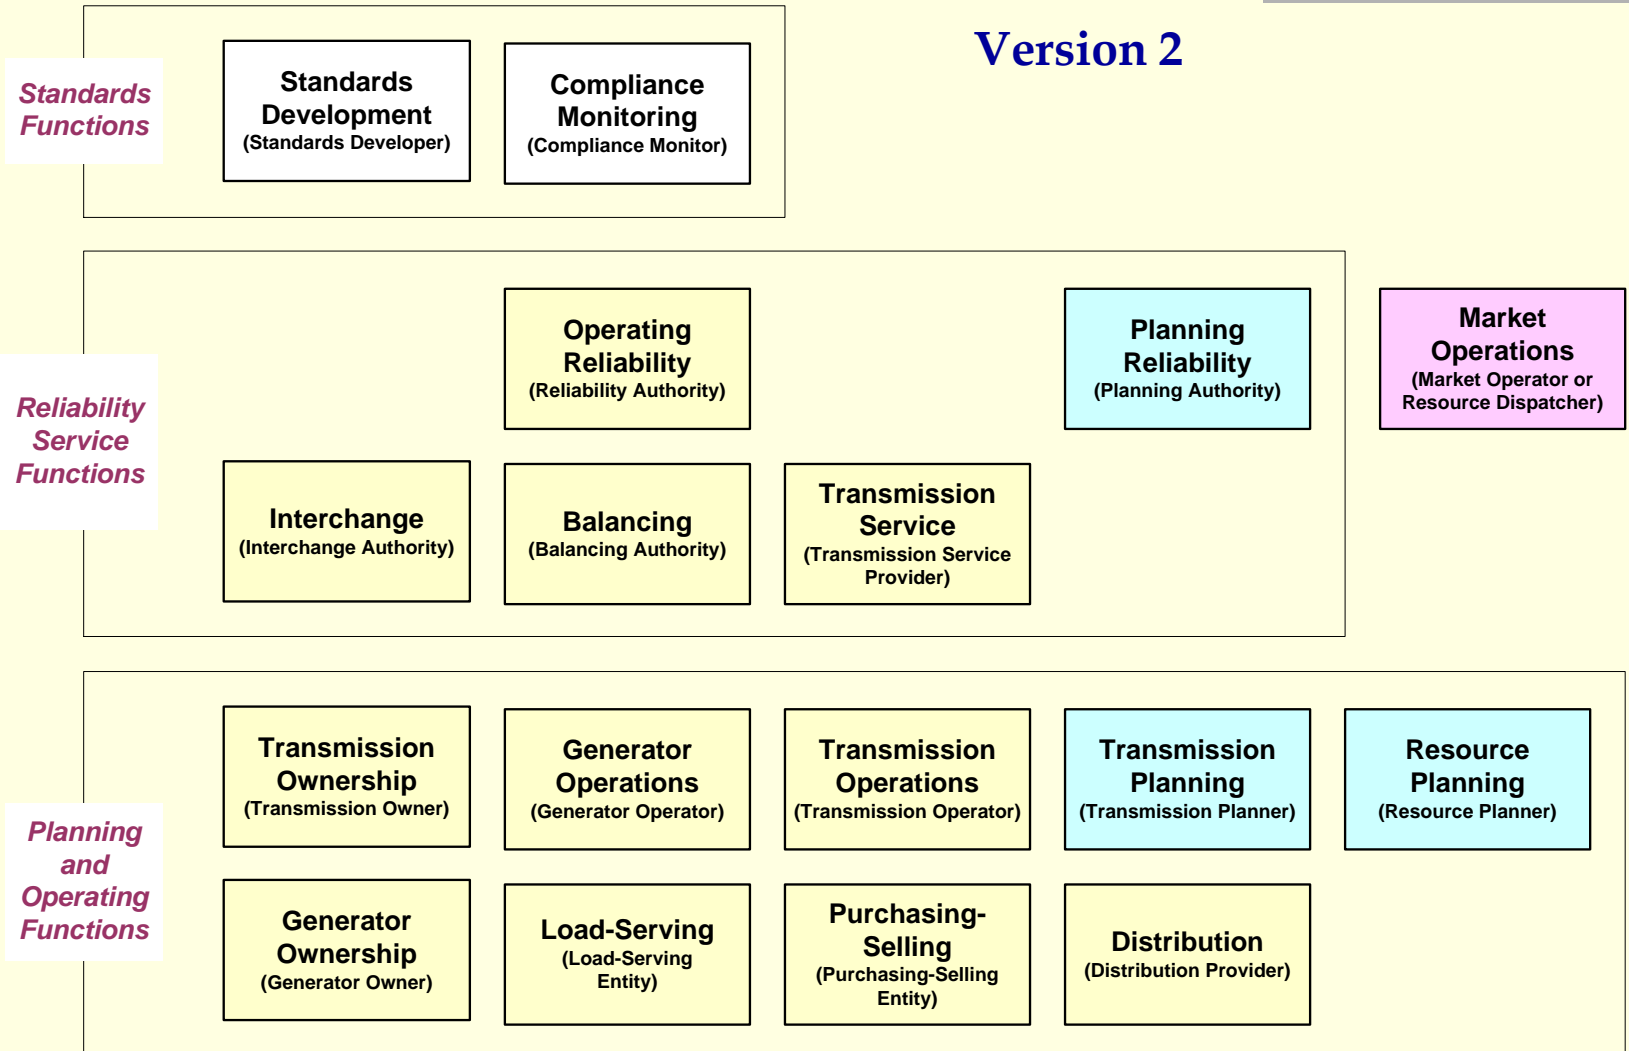 Version 2
Standards
Functions
Standards
Development
(Standards Developer)
Compliance
Monitoring
(Compliance Monitor)
Reliability
Service
Functions
Operating
Reliability
(Reliability Authority)
Planning
Reliability
(Planning Authority)
Market
Operations
(Market Operator or
Resource Dispatcher)
Interchange
(Interchange Authority)
Balancing
(Balancing Authority)
Transmission
Service
(Transmission Service
Provider)
Planning
and
Operating
Functions
Transmission
Ownership
(Transmission Owner)
Generator
Operations
(Generator Operator)
Transmission
Operations
(Transmission Operator)
Transmission
Planning
(Transmission Planner)
Resource
Planning
(Resource Planner)
Generator
Ownership
(Generator Owner)
Load-Serving
(Load-Serving
Entity)
Purchasing-
Selling
(Purchasing-Selling
Entity)
Distribution
(Distribution Provider)